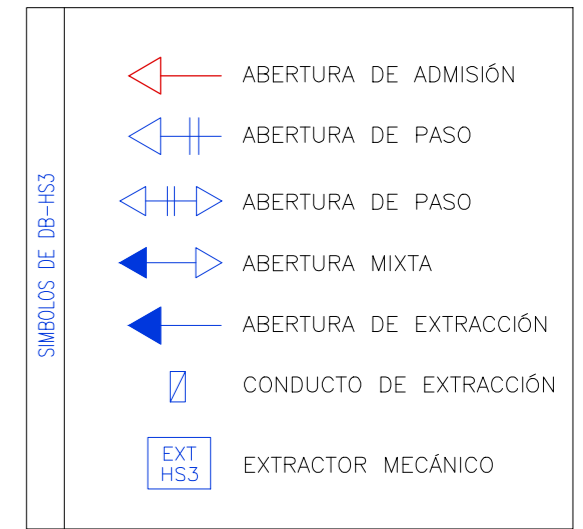 SIMBOLOS DE DB-HS3
ABERTURA DE ADMISIÓN
ABERTURA DE PASO
ABERTURA DE PASO
ABERTURA MIXTA
ABERTURA DE EXTRACCIÓN
CONDUCTO DE EXTRACCIÓN
EXT
HS3
EXTRACTOR MECÁNICO